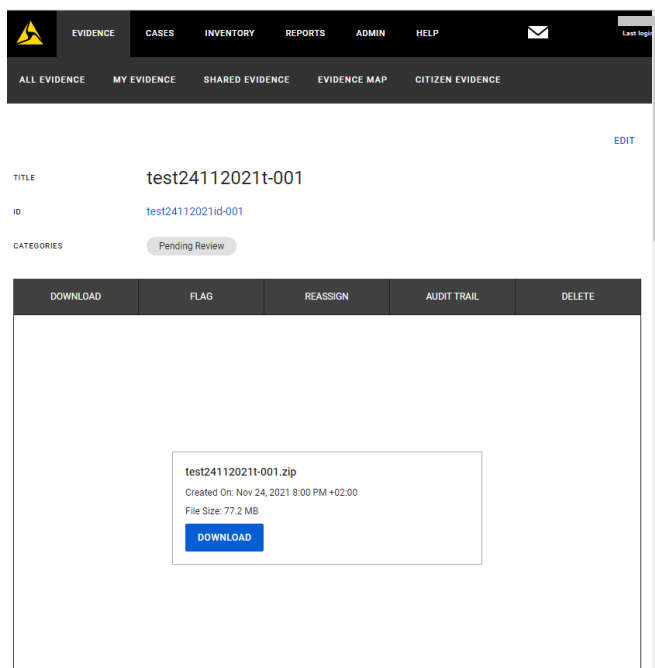 EVIDENCE CASES INVENTORY REPORTS ADMIN HELP Last login
ALL EVIDENCE MY EVIDENCE SHARED EVIDENCE EVIDENCE MAP CITIZEN EVIDENCE
EDIT
TITLE test24112021t-001
ID test24112021id-001
CATEGORIES Pending Review
DOWNLOAD FLAG REASSIGN AUDIT TRAIL DELETE
test24112021t-001.zip
Created On: Nov 24, 2021 8:00 PM +02:00
File Size: 77.2 MB
DOWNLOAD